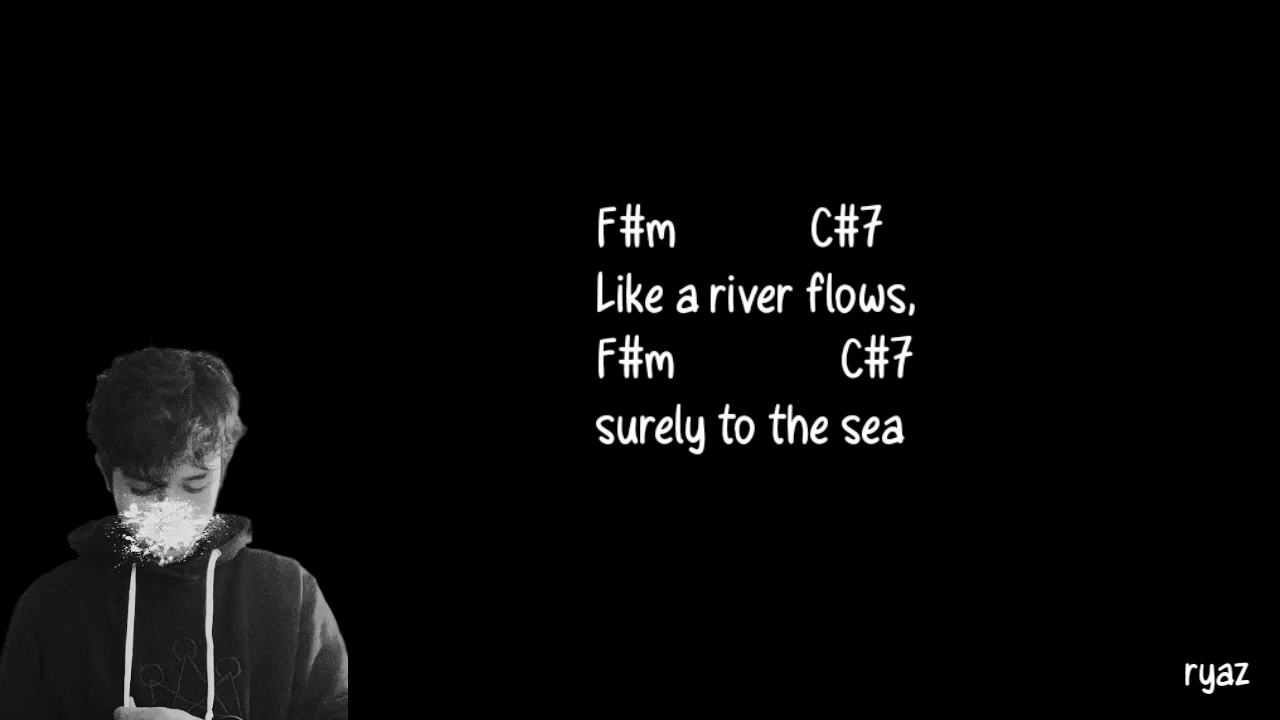 F#m C#7
Like a river flows,
F#m C#7
surely to the sea
ryaz